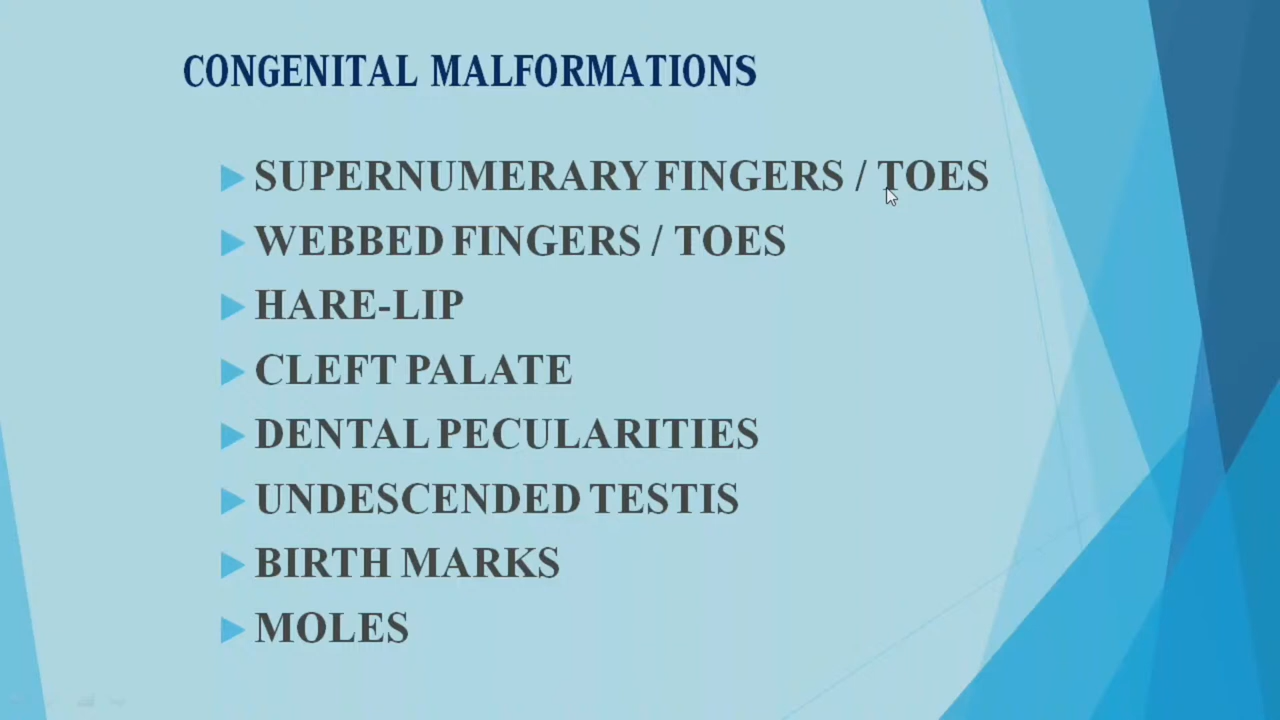 CONGENITAL MALFORMATIONS
SUPERNUMERARY FINGERS / TOES
WEBBED FINGERS / TOES
HARE-LIP
CLEFT PALATE
DENTAL PECULARITIES
UNDESCENDED TESTIS
BIRTH MARKS
MOLES